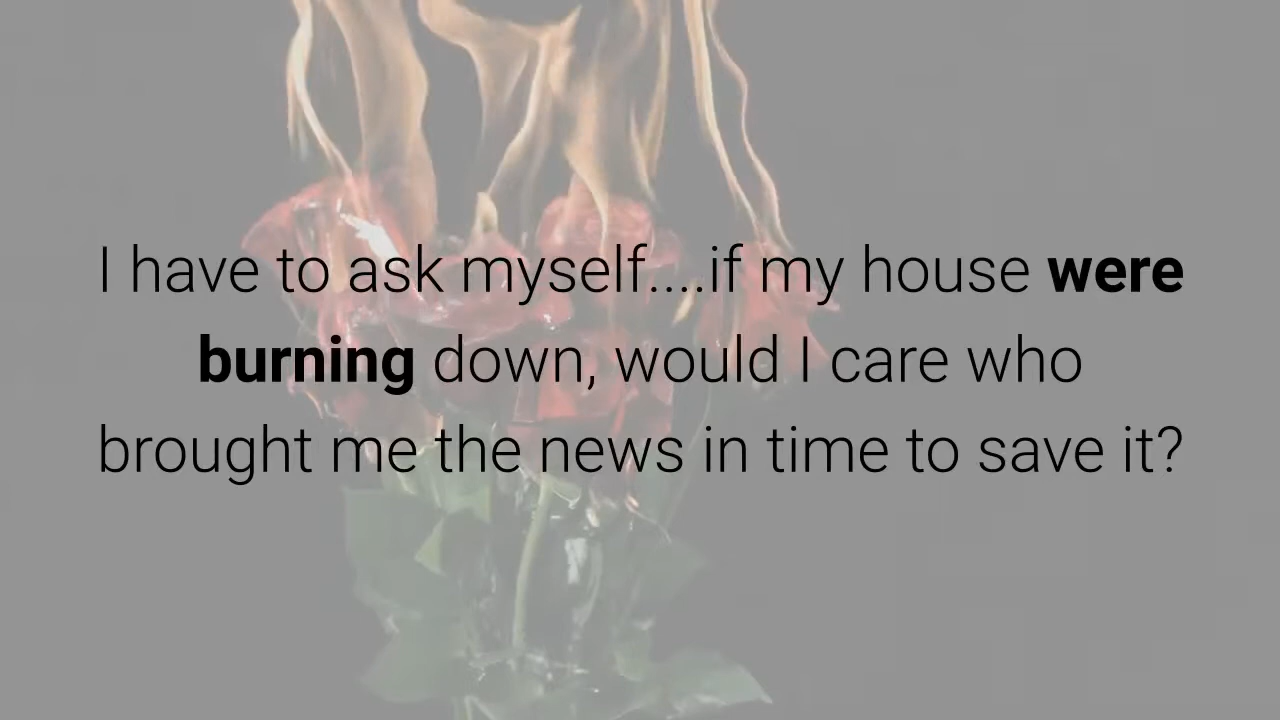 I have to ask myself....if my house were
burning down, would I care who
brought me the news in time to save it?